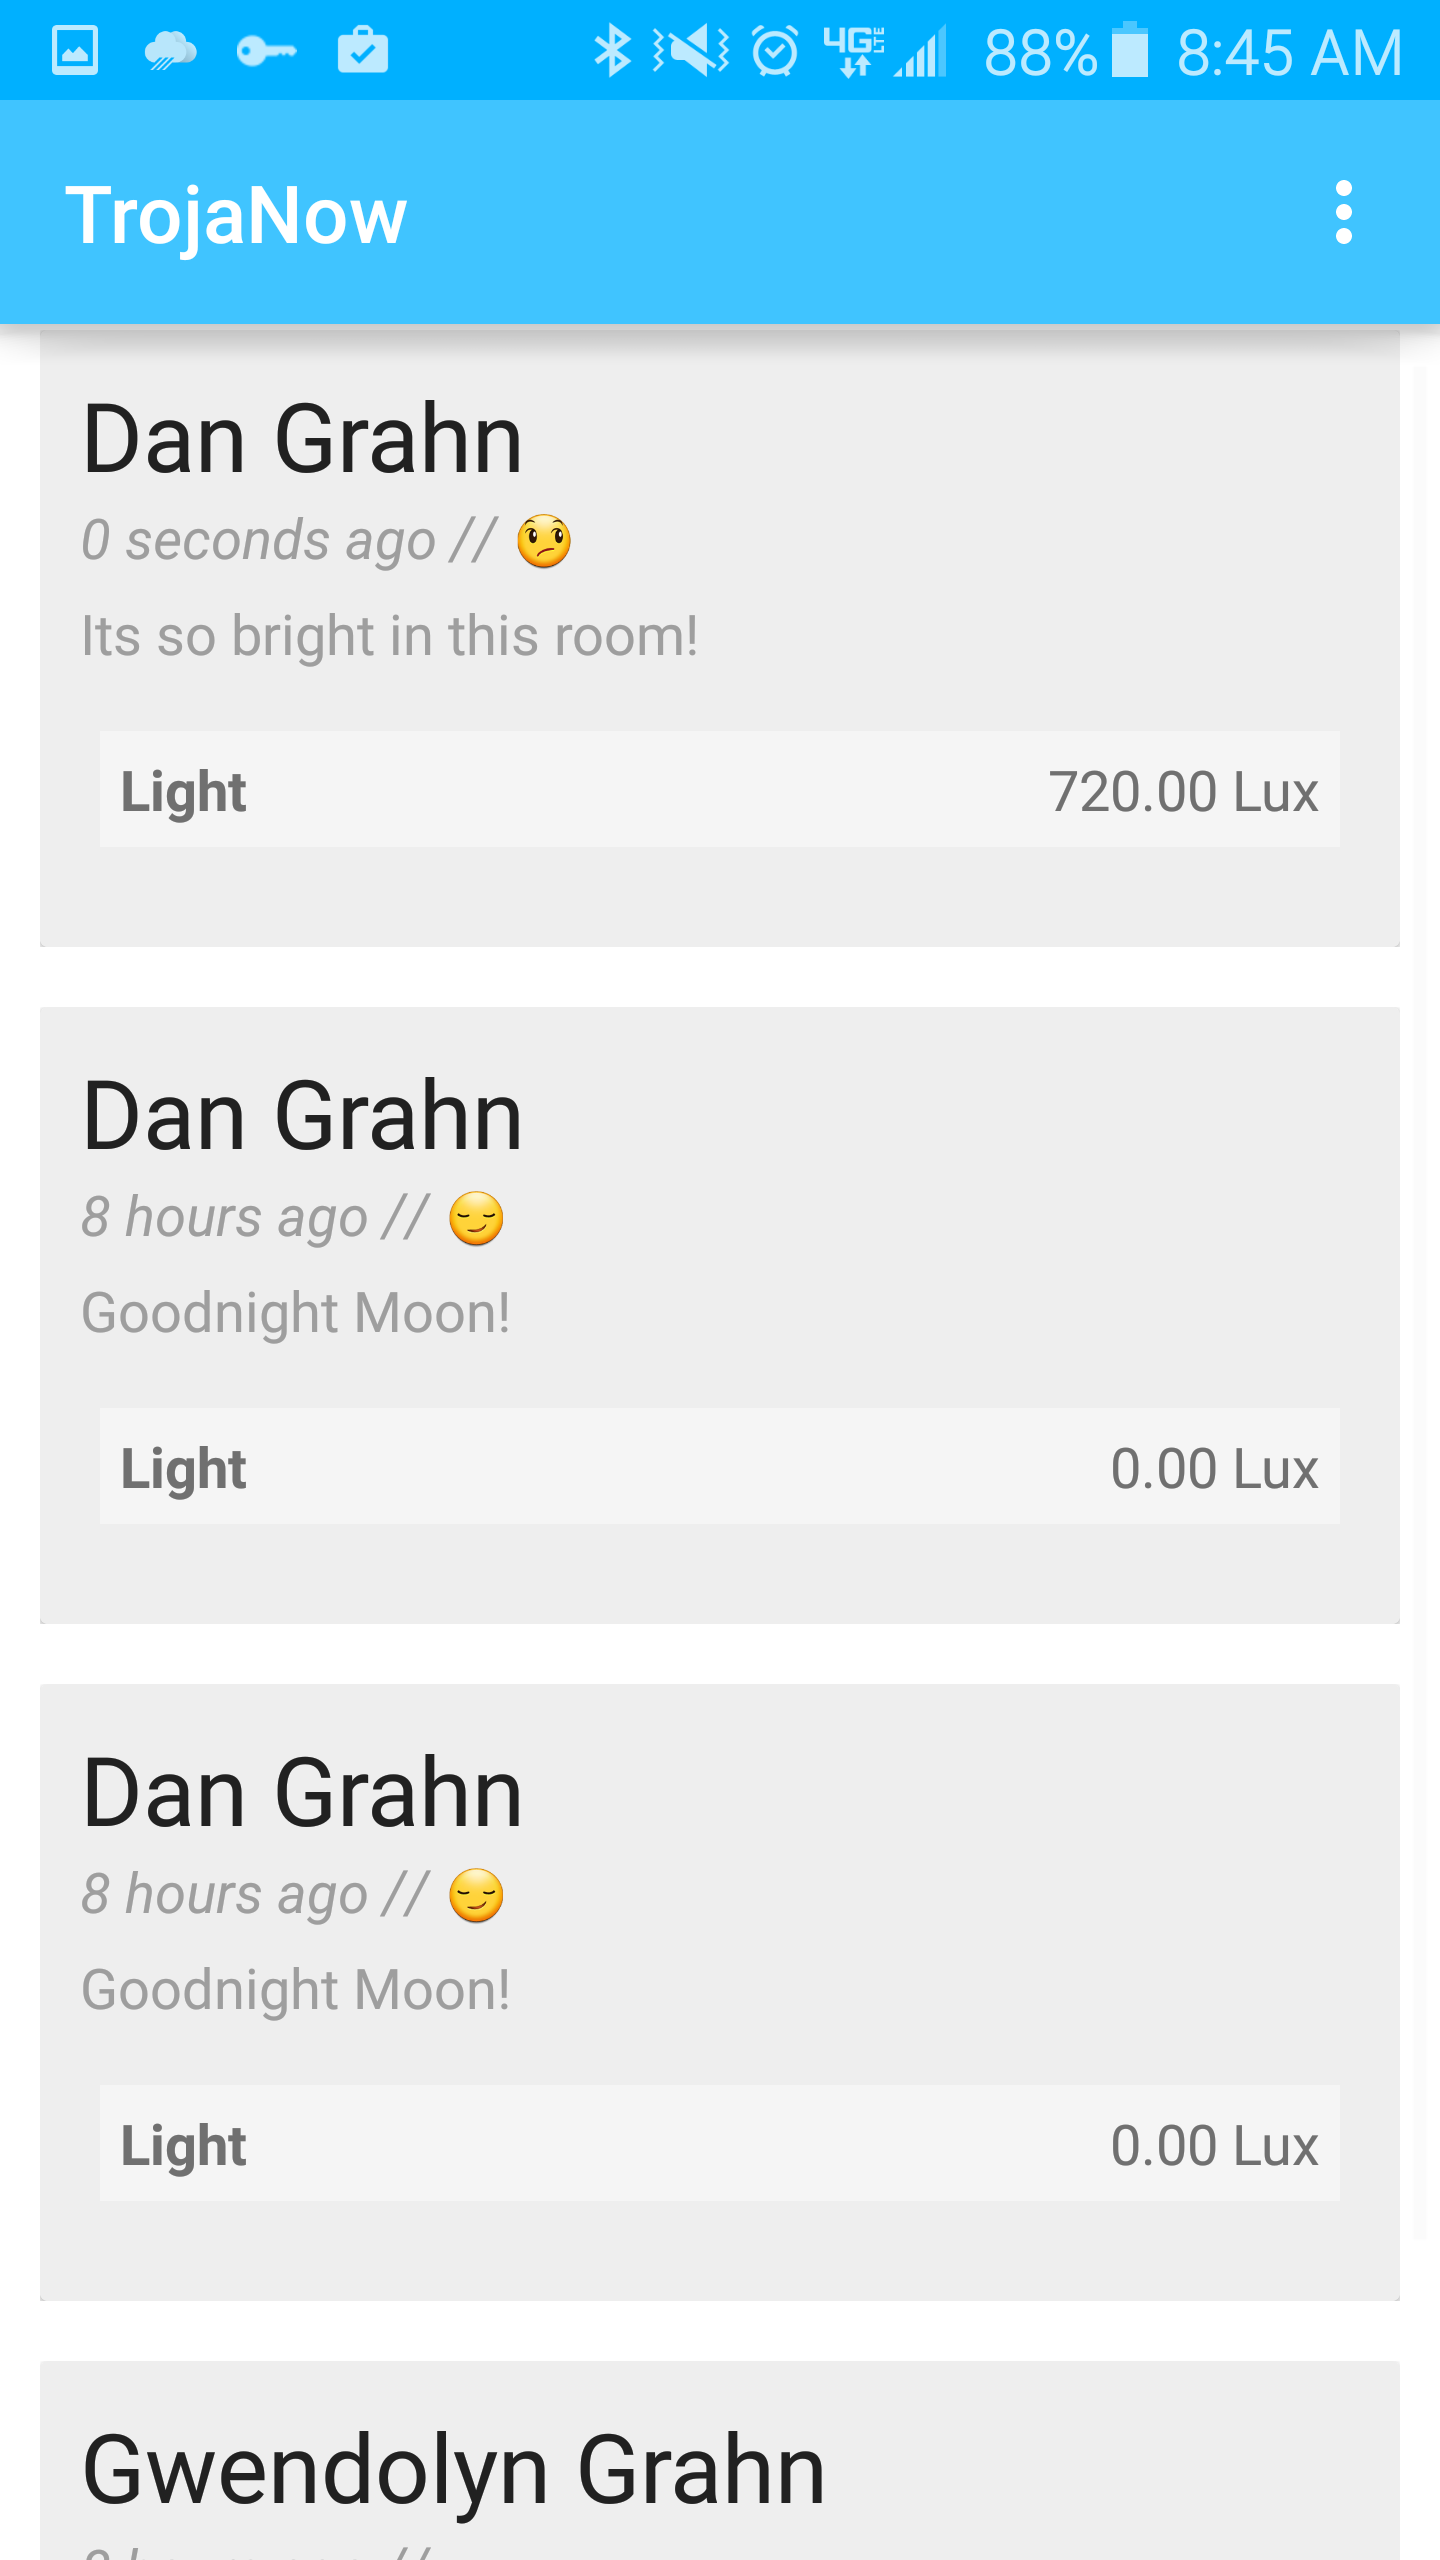 4G LTE 88% 8:45 AM
TrojaNow
Dan Grahn
0 seconds ago // 😞
Its so bright in this room!
Light 720.00 Lux
Dan Grahn
8 hours ago // 😏
Goodnight Moon!
Light 0.00 Lux
Dan Grahn
8 hours ago // 😏
Goodnight Moon!
Light 0.00 Lux
Gwendolyn Grahn